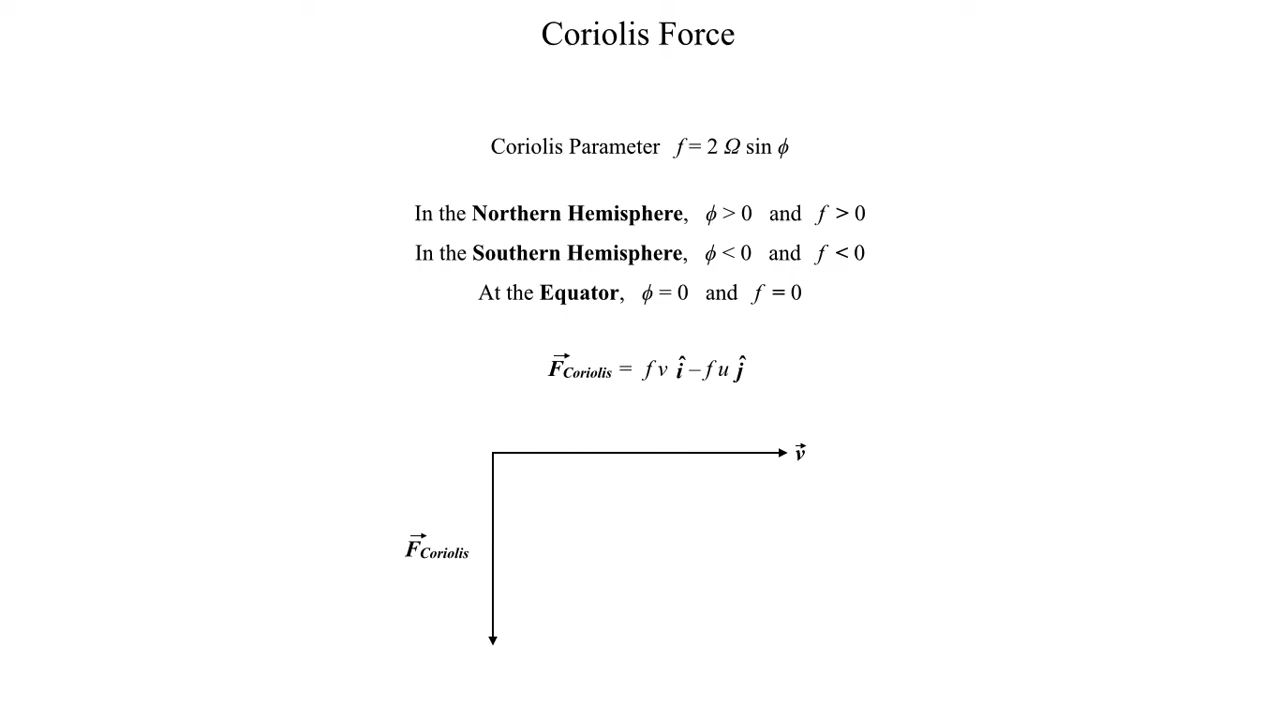 Coriolis Force
Coriolis Parameter f = 2 Ω sin ϕ
In the Northern Hemisphere, ϕ > 0 and f > 0
In the Southern Hemisphere, ϕ < 0 and f < 0
At the Equator, ϕ = 0 and f = 0
F⃗Coriolis = f v î – f u ĵ
v⃗
F⃗Coriolis